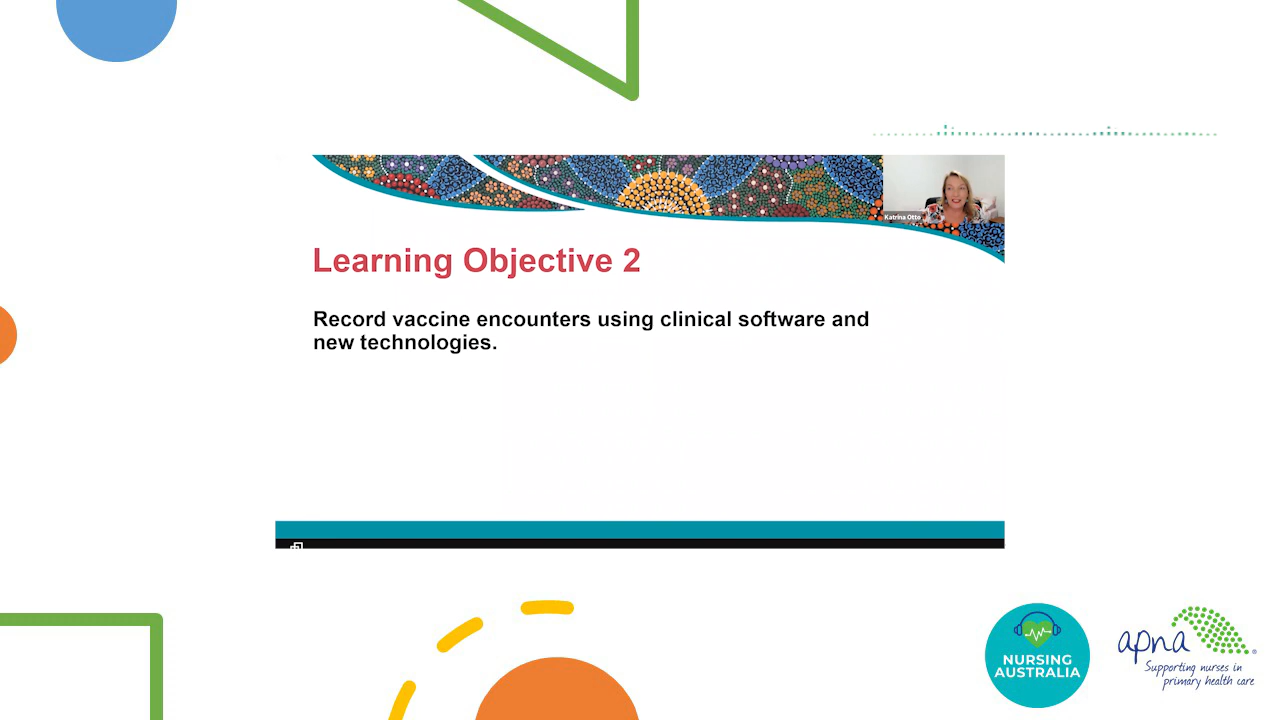 Katrina Otto
Learning Objective 2
Record vaccine encounters using clinical software and
new technologies.
NURSING
AUSTRALIA
apna
Supporting nurses in
primary health care